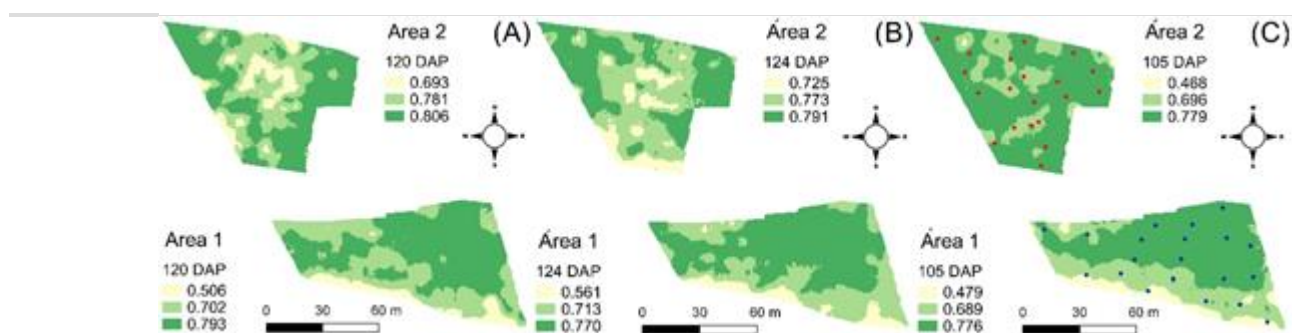 Área 2 (A)
120 DAP
0.693
0.781
0.806
Área 2 (B)
124 DAP
0.725
0.773
0.791
Área 2 (C)
105 DAP
0.468
0.696
0.779
Área 1
120 DAP
0.506
0.702
0.793
0 30 60 m
Área 1
124 DAP
0.561
0.713
0.770
0 30 60 m
Área 1
105 DAP
0.479
0.689
0.776
0 30 60 m